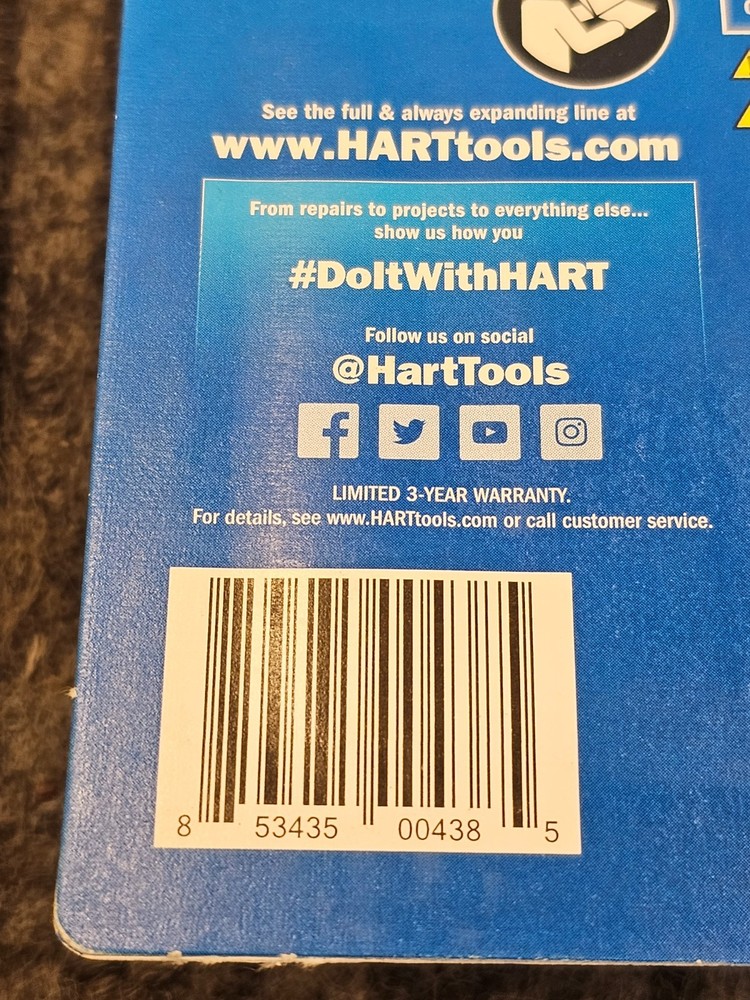 See the full & always expanding line at
www.HARTtools.com
From repairs to projects to everything else...
show us how you
#DoItWithHART
Follow us on social
@HartTools
LIMITED 3-YEAR WARRANTY.
For details, see www.HARTtools.com or call customer service.
8 53435 00438 5